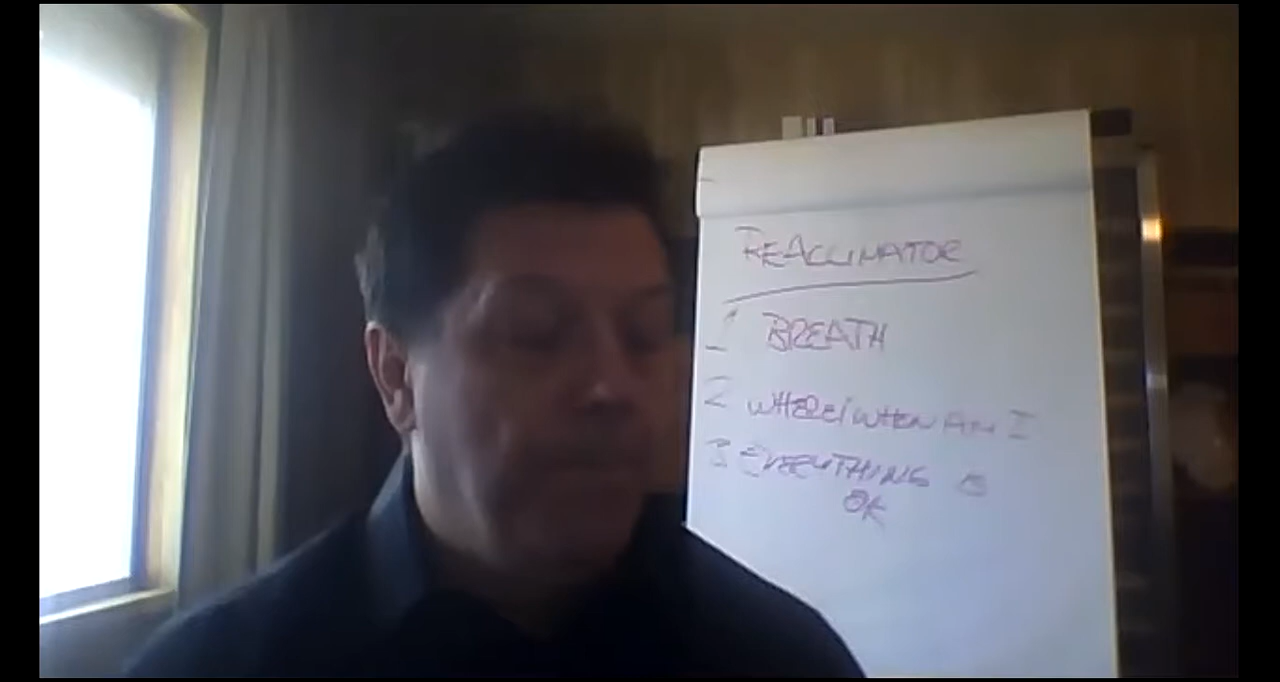 REACLIMATOR
1 BREATH
2 WHERE/WHEN AM I
3 EVERYTHING IS
OK